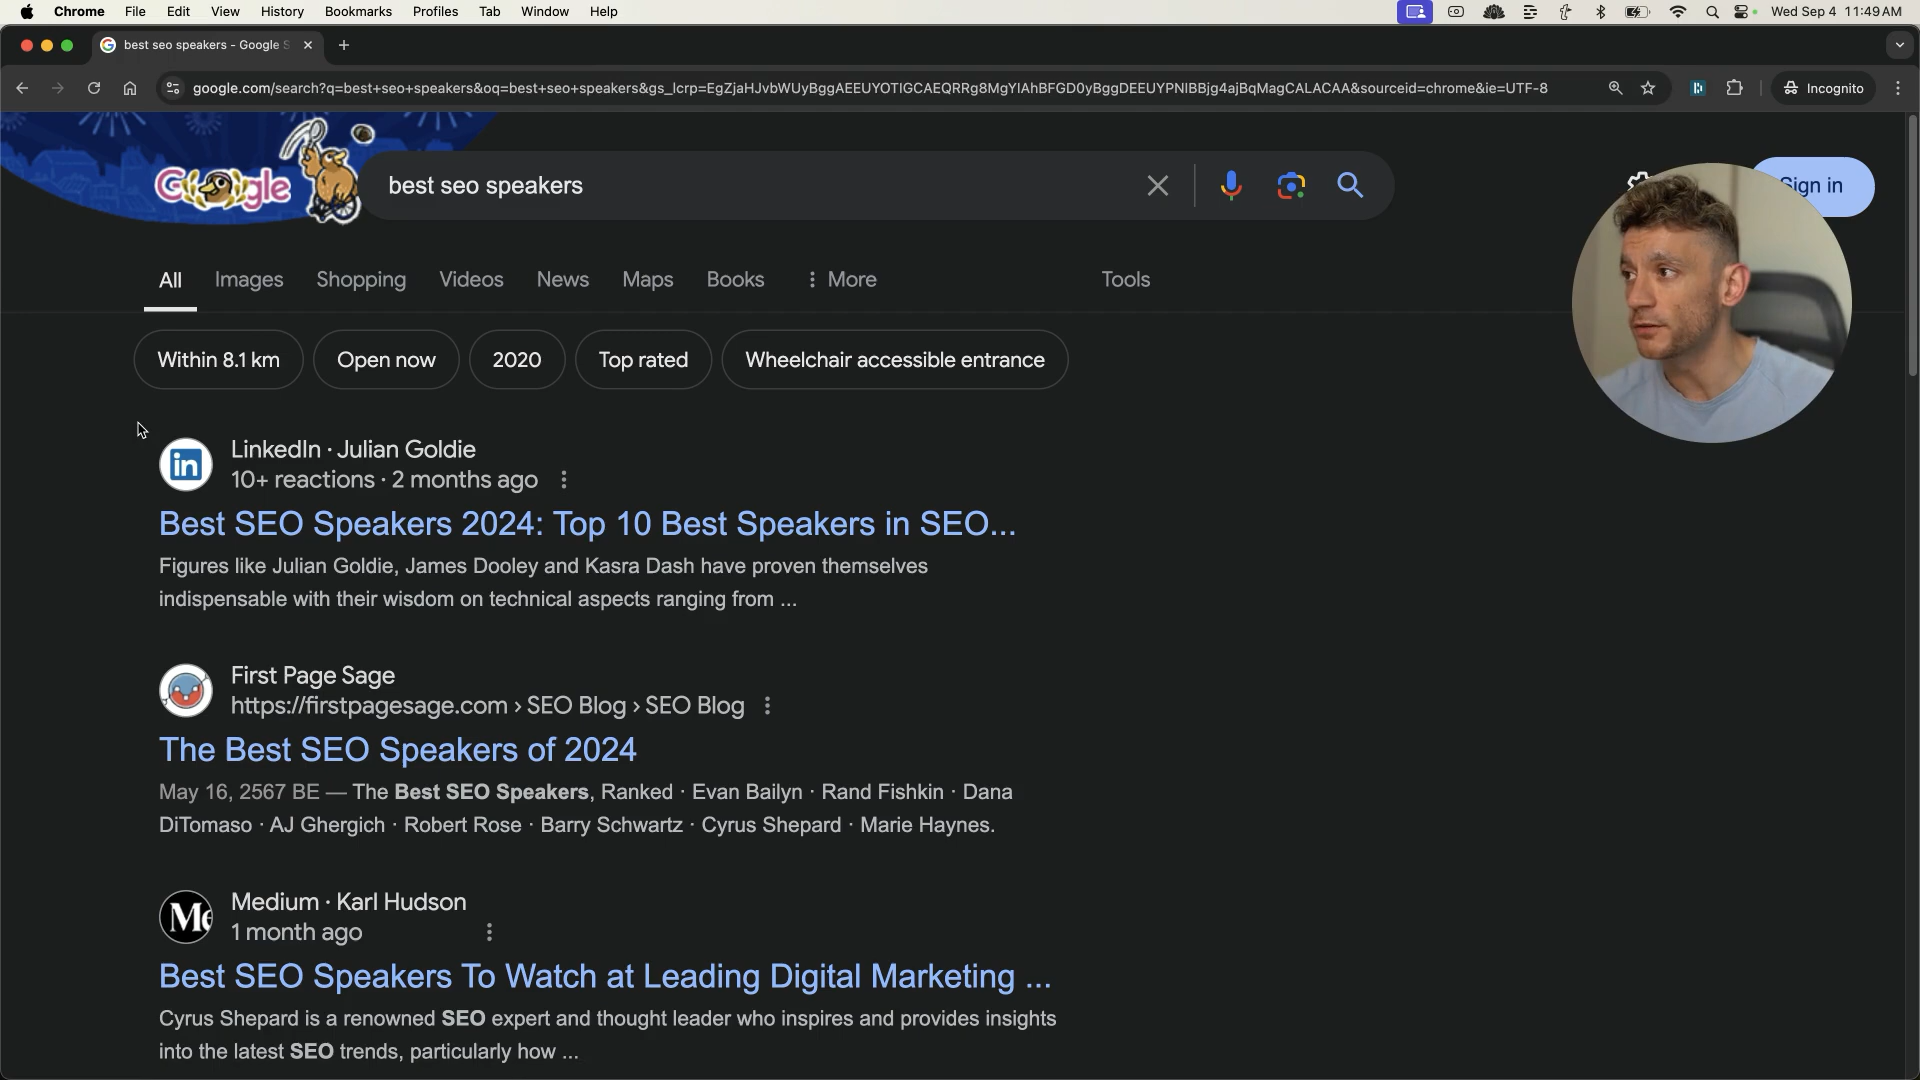 Chrome File Edit View History Bookmarks Profiles Tab Window Help Wed Sep 4 11:49 AM
best seo speakers - Google S
google.com/search?q=best+seo+speakers&oq=best+seo+speakers&gs_lcrp=EgZjaHJvbWUyBggAEEUYOTIGCAEQRRg8MgYIAhBFGD0yBggDEEUYPNIBBjg4ajBqMagCALACAA&sourceid=chrome&ie=UTF-8 Incognito
Google best seo speakers Sign in
All Images Shopping Videos News Maps Books More Tools
Within 8.1 km Open now 2020 Top rated Wheelchair accessible entrance
LinkedIn · Julian Goldie
10+ reactions · 2 months ago
Best SEO Speakers 2024: Top 10 Best Speakers in SEO...
Figures like Julian Goldie, James Dooley and Kasra Dash have proven themselves
indispensable with their wisdom on technical aspects ranging from ...
First Page Sage
https://firstpagesage.com › SEO Blog › SEO Blog
The Best SEO Speakers of 2024
May 16, 2567 BE — The Best SEO Speakers, Ranked · Evan Bailyn · Rand Fishkin · Dana
DiTomaso · AJ Ghergich · Robert Rose · Barry Schwartz · Cyrus Shepard · Marie Haynes.
Medium · Karl Hudson
1 month ago
Best SEO Speakers To Watch at Leading Digital Marketing ...
Cyrus Shepard is a renowned SEO expert and thought leader who inspires and provides insights
into the latest SEO trends, particularly how ...